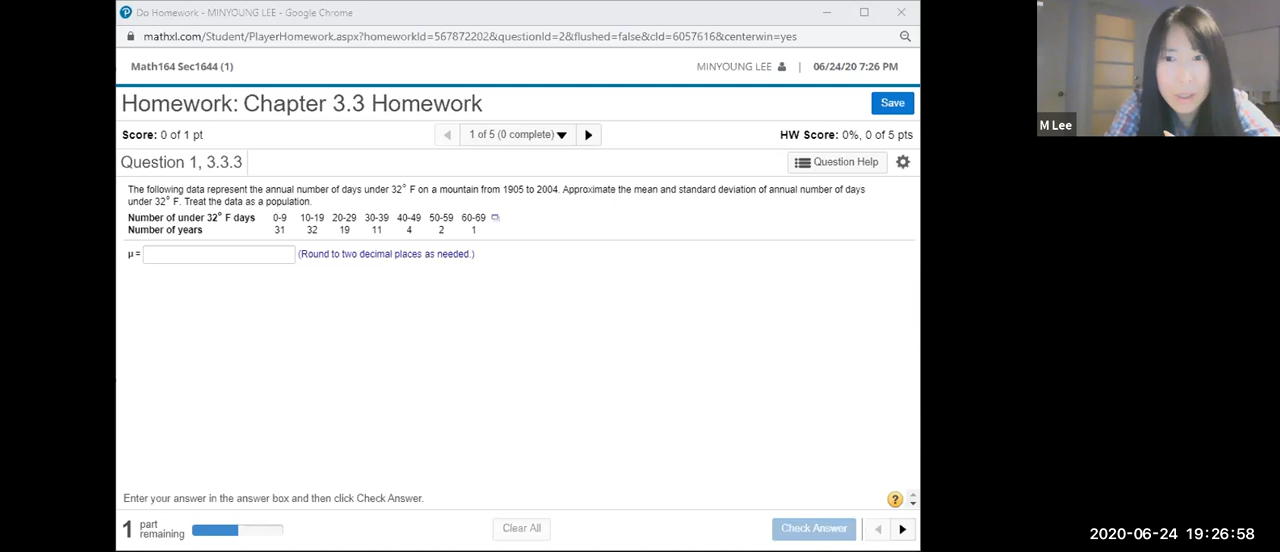 Do Homework - MINYOUNG LEE - Google Chrome
mathxl.com/Student/PlayerHomework.aspx?homeworkId=567872202&questionId=2&flushed=false&cId=6057616&centerwin=yes
Math164 Sec1644 (1)
MINYOUNG LEE | 06/24/20 7:26 PM
Homework: Chapter 3.3 Homework
Save
Score: 0 of 1 pt
1 of 5 (0 complete)
HW Score: 0%, 0 of 5 pts
Question 1, 3.3.3
Question Help
The following data represent the annual number of days under 32° F on a mountain from 1905 to 2004. Approximate the mean and standard deviation of annual number of days
under 32° F. Treat the data as a population.
Number of under 32° F days 0-9 10-19 20-29 30-39 40-49 50-59 60-69
Number of years 31 32 19 11 4 2 1
μ = (Round to two decimal places as needed.)
Enter your answer in the answer box and then click Check Answer.
?
1 part
remaining
Clear All
Check Answer
M Lee
2020-06-24 19:26:58